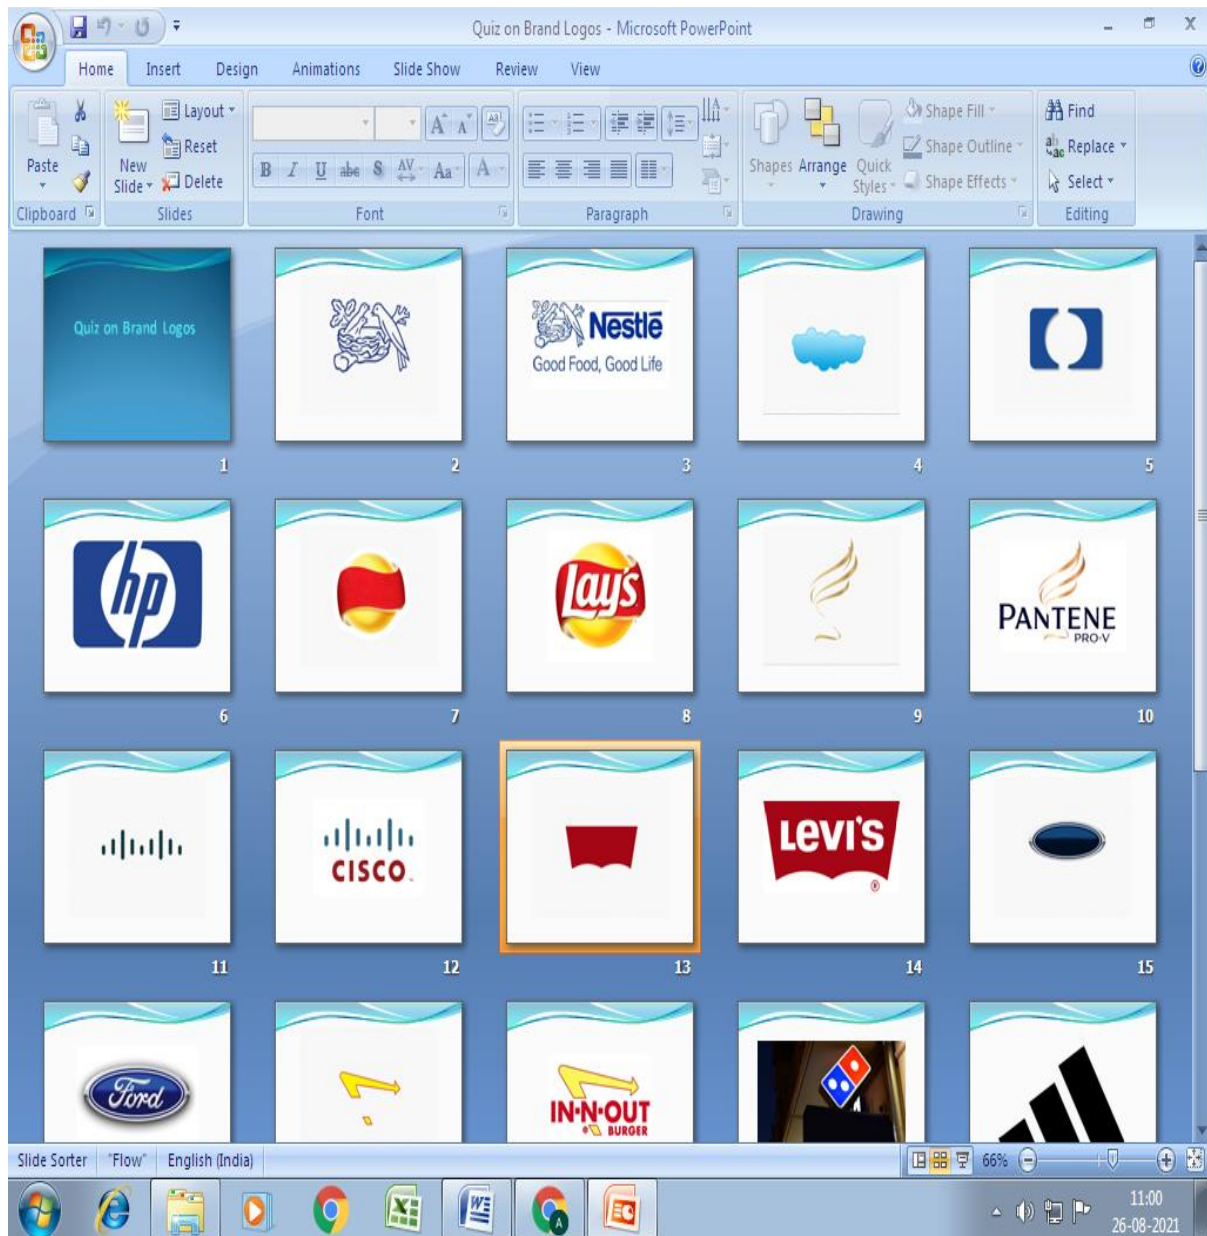 Quiz on Brand Logos - Microsoft PowerPoint
Home Insert Design Animations Slide Show Review View
Paste
New Slide
Layout
Reset
Delete
B I U abc S AV Aa A
Shapes
Arrange
Quick Styles
Shape Fill
Shape Outline
Shape Effects
Find
Replace
Select
Clipboard Slides Font Paragraph Drawing Editing
Quiz on Brand Logos
Nestlé
Good Food, Good Life
1 2 3 4 5
hp
Lay's
PANTENE
PRO-V
6 7 8 9 10
CISCO
LEVI'S
®
11 12 13 14 15
Ford
IN-N-OUT
BURGER
Slide Sorter "Flow" English (India) 66%
11:00
26-08-2021